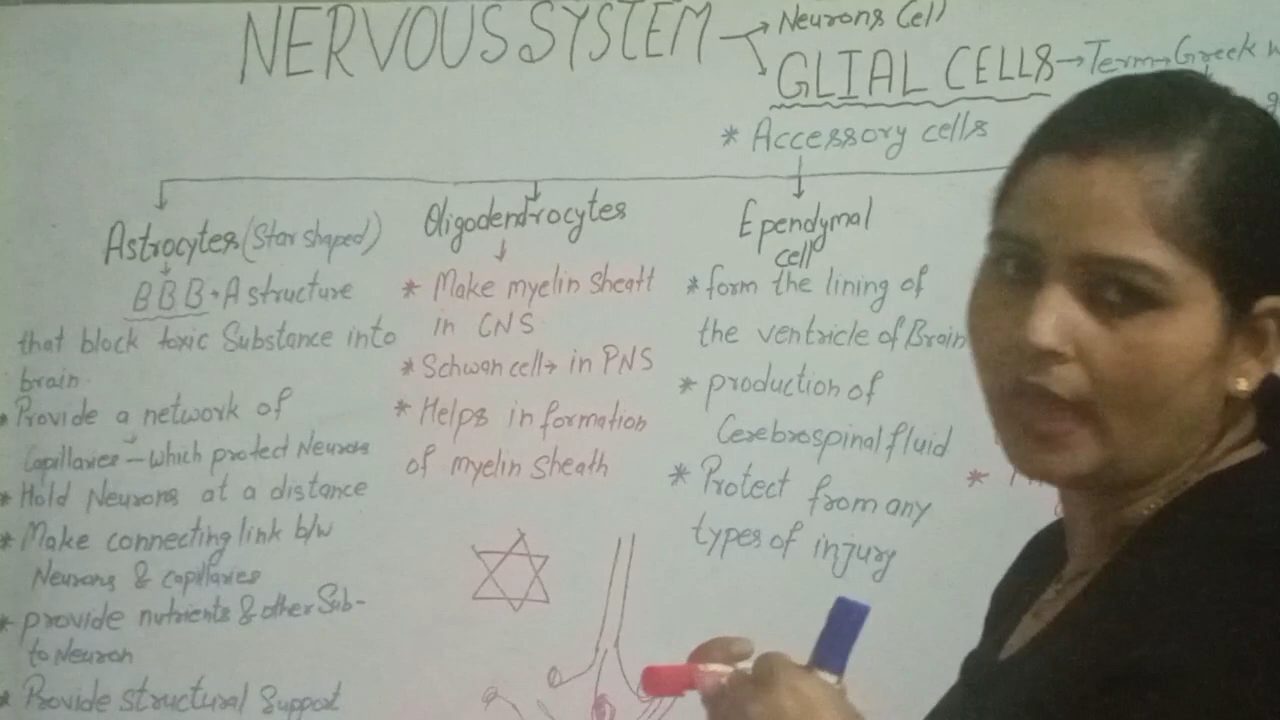 NERVOUS SYSTEM → Neurons Cell
GLIAL CELLS → Term → Greek
* Accessory cells
Astrocytes (Star shaped)
BBB • A structure
that block toxic Substance into
brain.
• Provide a network of
Capillaries – which protect Neurons
* Hold Neurons at a distance
* Make connecting link b/w
Neurons & capillaries
* provide nutrients & other Sub-
to Neuron
* Provide structural Support
Oligodendrocytes
* Make myelin Sheatt
in CNS
* Schwan cell → in PNS
* Helps in formation
of myelin Sheath
Ependymal
cell
* form the lining of
the ventricle of Brain
* production of
Cerebrospinal fluid
* Protect from any
types of injury
*